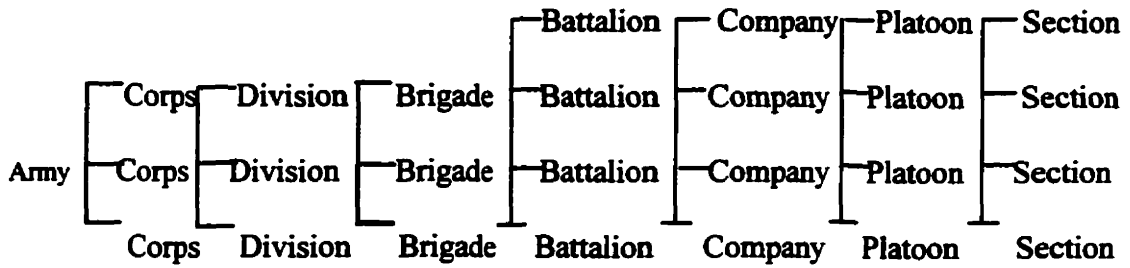 Battalion Company Platoon Section
Corps Division Brigade Battalion Company Platoon Section
Army Corps Division Brigade Battalion Company Platoon Section
Corps Division Brigade Battalion Company Platoon Section